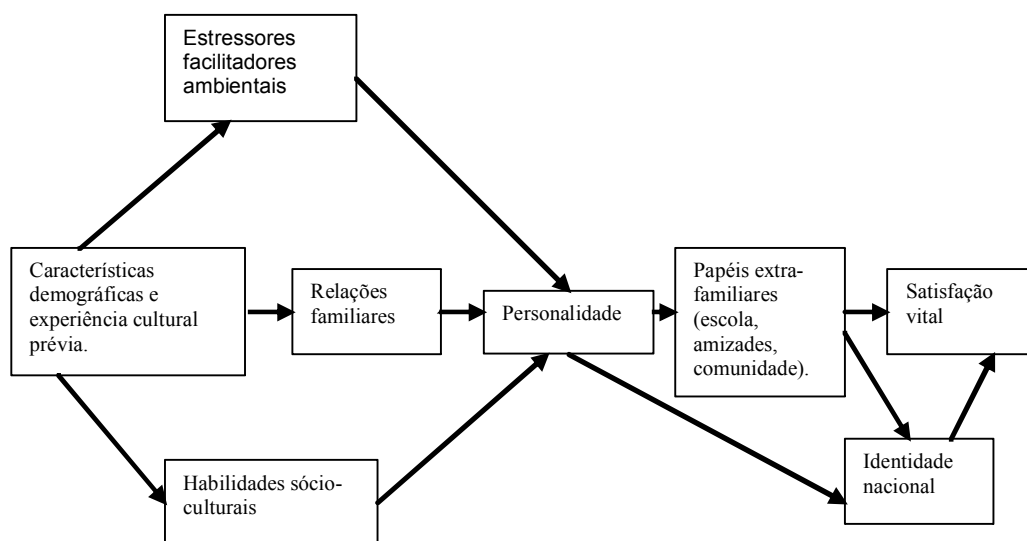 Estressores
facilitadores
ambientais
Características
demográficas e
experiência cultural
prévia.
Relações
familiares
Personalidade
Papéis extra-
familiares
(escola,
amizades,
comunidade).
Satisfação
vital
Habilidades sócio-
culturais
Identidade
nacional